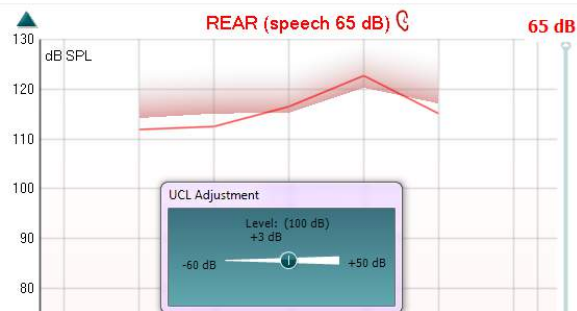 REAR (speech 65 dB)
65 dB
130
dB SPL
120
110
100
90
80
UCL Adjustment
Level: (100 dB)
+3 dB
-60 dB
+50 dB